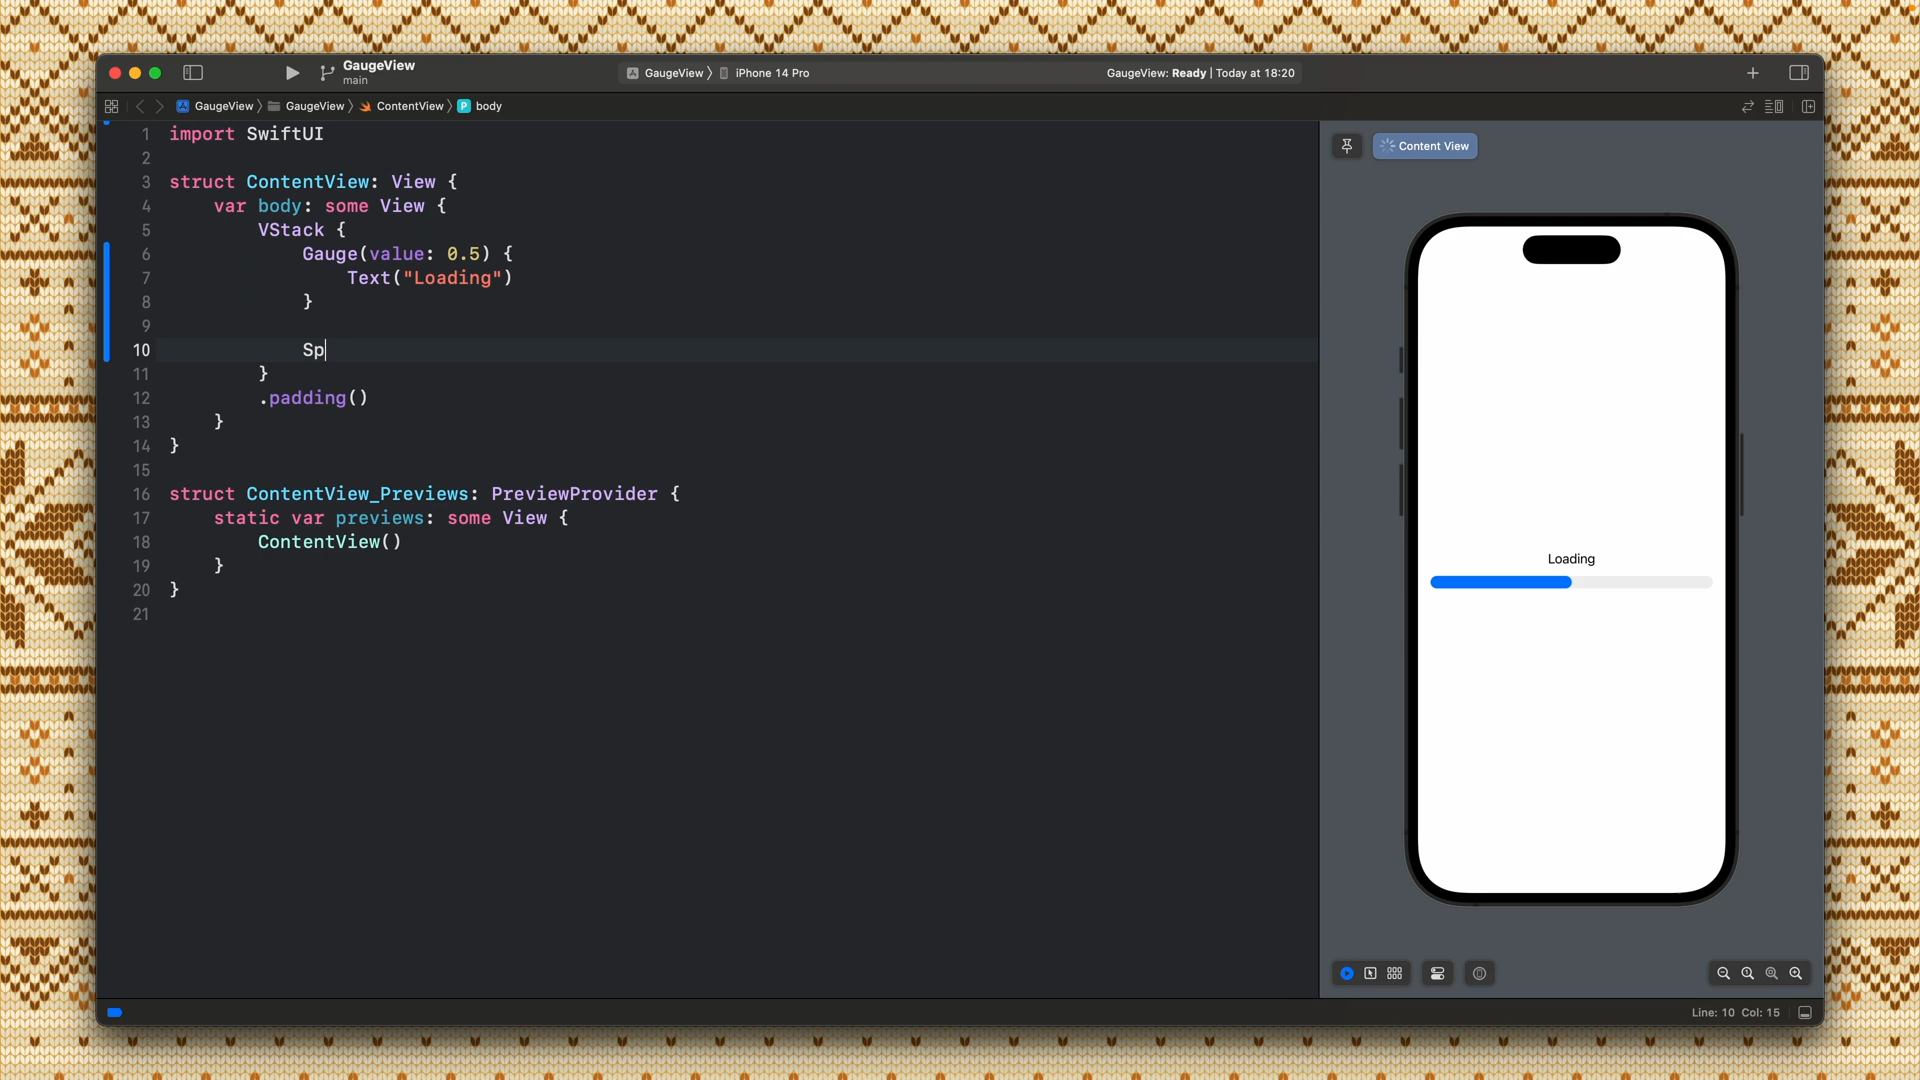 GaugeView
main
GaugeView
iPhone 14 Pro
GaugeView: Ready | Today at 18:20
GaugeView
GaugeView
ContentView
P body
1 import SwiftUI
2
3 struct ContentView: View {
4 var body: some View {
5 VStack {
6 Gauge(value: 0.5) {
7 Text("Loading")
8 }
9
10 Sp
11 }
12 .padding()
13 }
14 }
15
16 struct ContentView_Previews: PreviewProvider {
17 static var previews: some View {
18 ContentView()
19 }
20 }
21
Content View
Loading
Line: 10 Col: 15